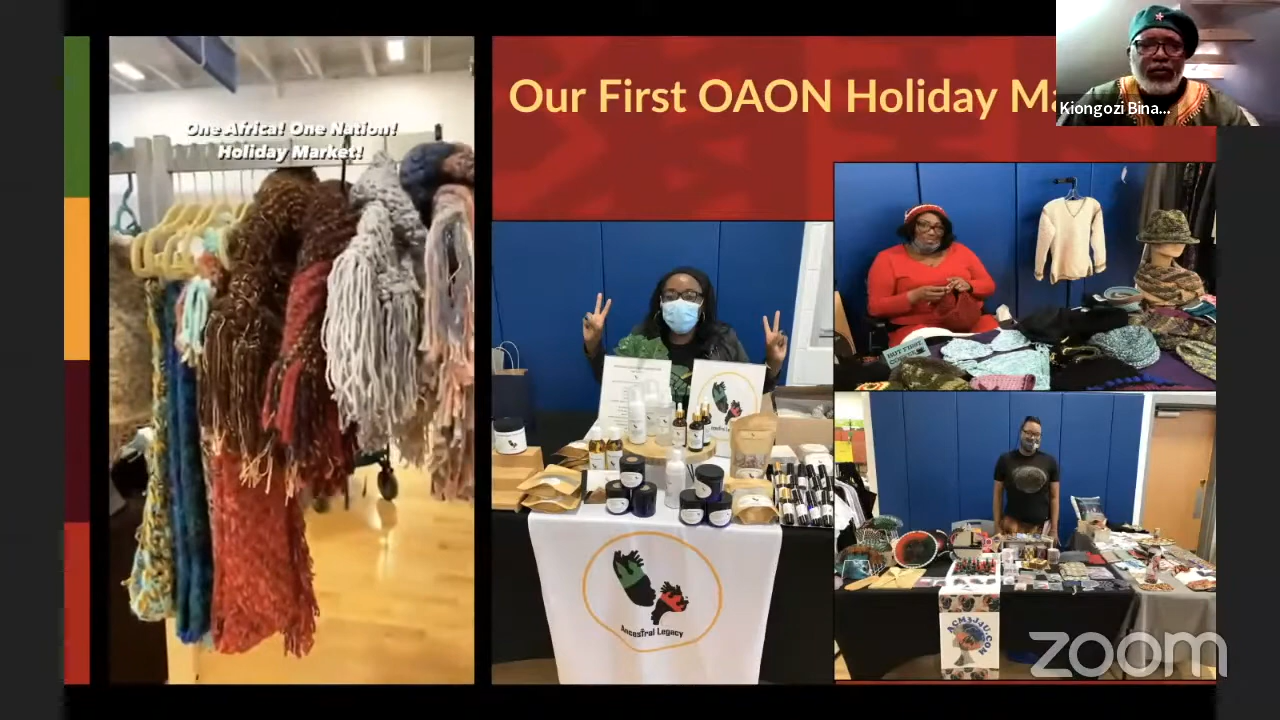 Our First OAON Holiday Ma
Kiongozi Bina...
One Africa! One Nation!
Holiday Market!
Ancestral Legacy
zoom